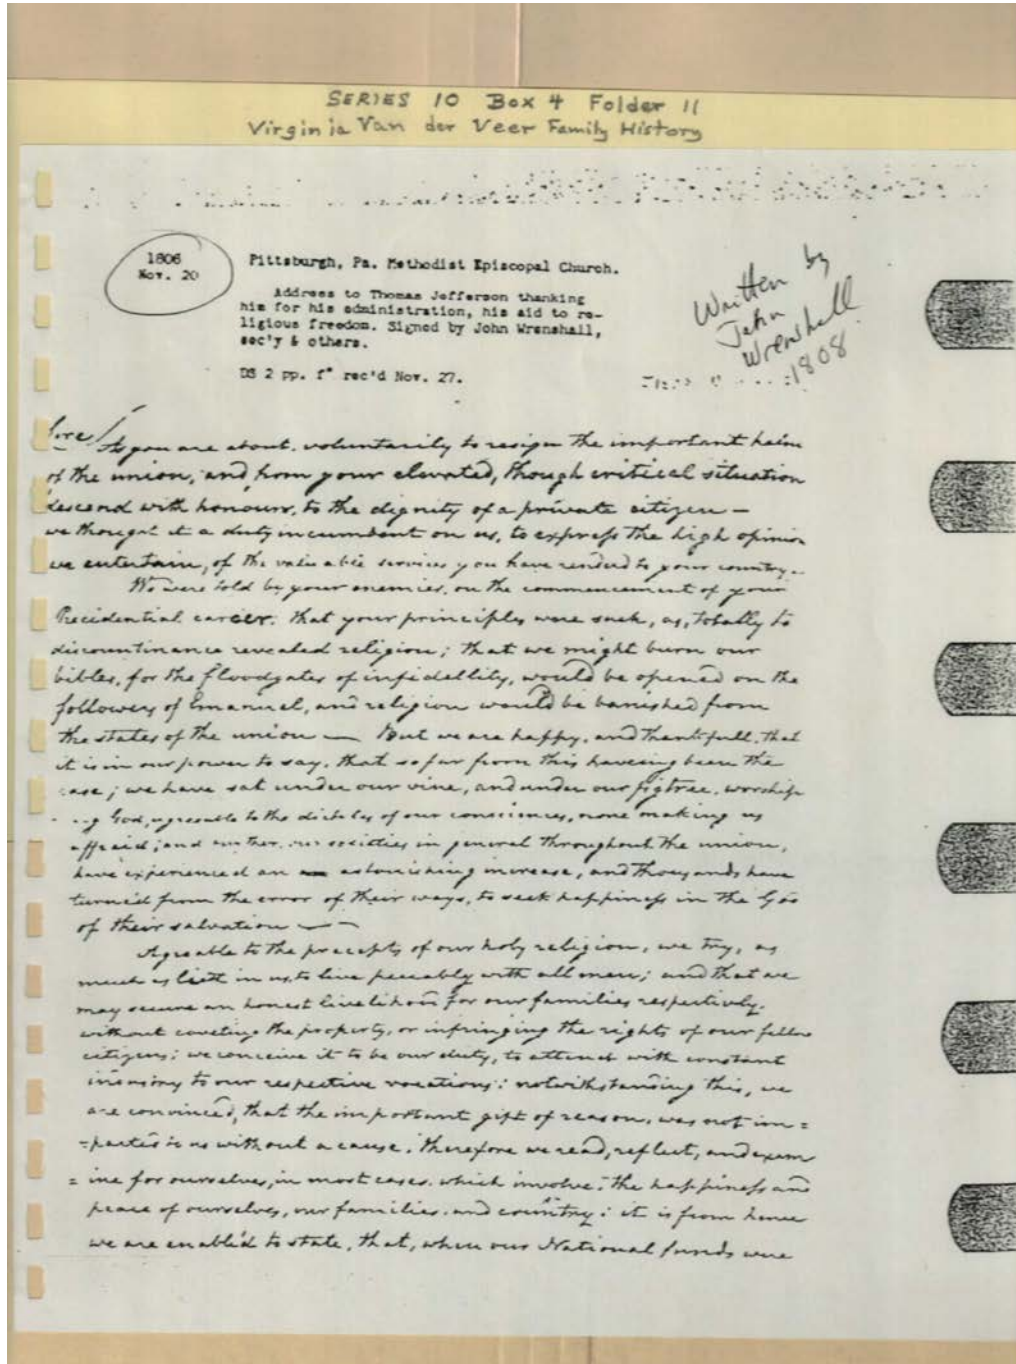 SERIES 10 Box 4 Folder 11
Virginia Van der Veer Family History
1806
Nov. 20
Pittsburgh, Pa. Methodist Episcopal Church.
Address to Thomas Jefferson thanking
him for his administration, his aid to re-
ligious freedom. Signed by John Wrenshall,
sec'y & others.
DS 2 pp. f° rec'd Nov. 27.
Written by
John
Wrenshall
1808
As you are about voluntarily to resign the important helm
of the union, and from your elevated, though critical situation
descend with honours, to the dignity of a private citizen —
we thought it a duty incumbent on us, to express the high opinion
we entertain, of the valuable services you have rended to your country.
We were told by your enemies, on the commencement of your
Precidential career: that your principles were such, as, totally to
discountinance revealed religion; that we might burn our
bibles, for the floodgates of infidellity, would be opened on the
followers of Emanuel, and religion would be banished from
the states of the union — But we are happy, and thankfull, that
it is in our power to say, that so far from this haveing been the
case; we have sat under our vine, and under our figtree, worship
g God, agreeable to the dictates of our consciences, none making us
affraid; and further, our societies in general throughout the union,
have experienced an astonishing increase, and thousands have
turned from the error of their ways, to seek happiness in the God
of their salvation —
Agreable to the precepts of our holy religion, we try, as
much as lieth in us, to live peaceably with all men; and that we
may secure an honest livelihood for our families respectively,
without coveting the property, or infringing the rights of our fellow
citizens; we conceive it to be our duty, to attend with constant
to our respective vocations: notwithstanding this, we
are convinced, that the important gift of reason, was not im=
=parted to us without a cause; therefore we read, reflect, and exam
=ine for ourselves, in most cases, which involve, the happiness and
peace of ourselves, our families, and country: it is from hence
we are enabled to state, that, when our National funds were